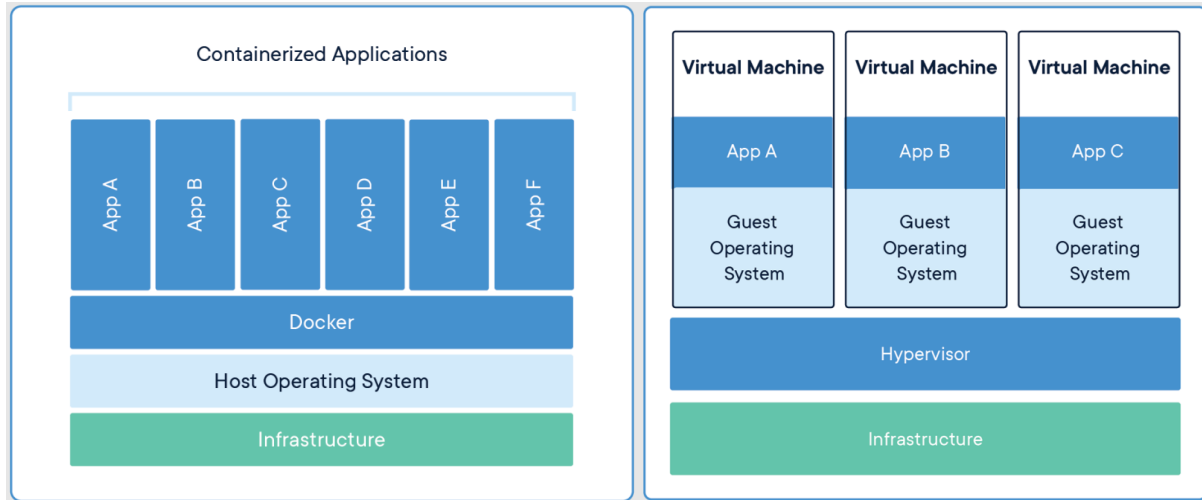 Containerized Applications
App A
App B
App C
App D
App E
App F
Docker
Host Operating System
Infrastructure
Virtual Machine
App A
Guest
Operating
System
Virtual Machine
App B
Guest
Operating
System
Virtual Machine
App C
Guest
Operating
System
Hypervisor
Infrastructure